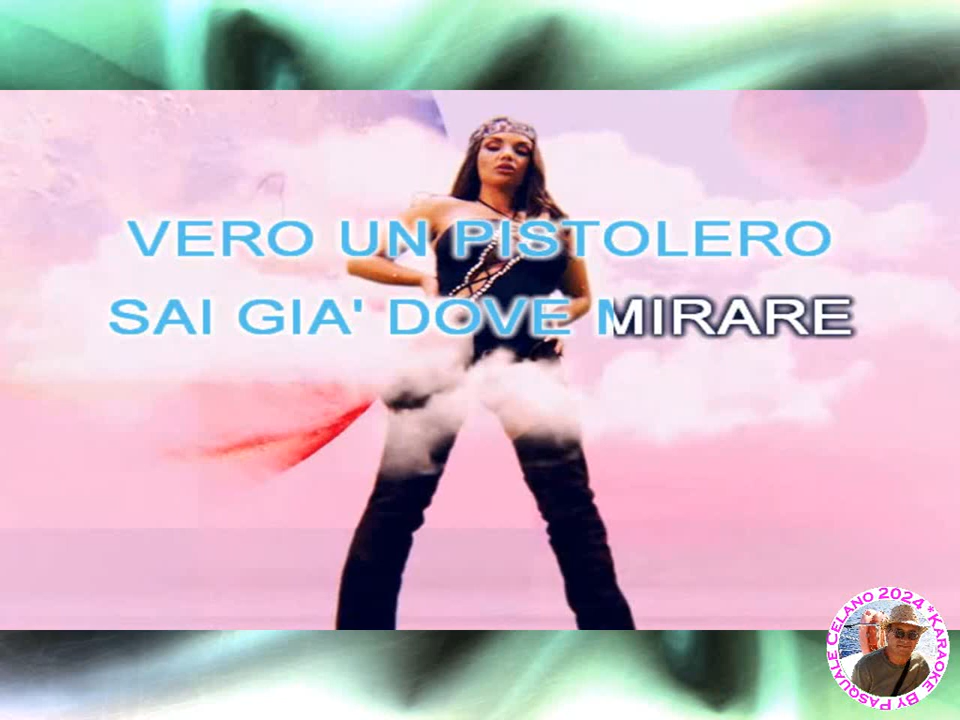 VERO UN PISTOLERO
SAI GIA' DOVE MIRARE
PASQUALE CELANO 2024 * KARAOKE BY